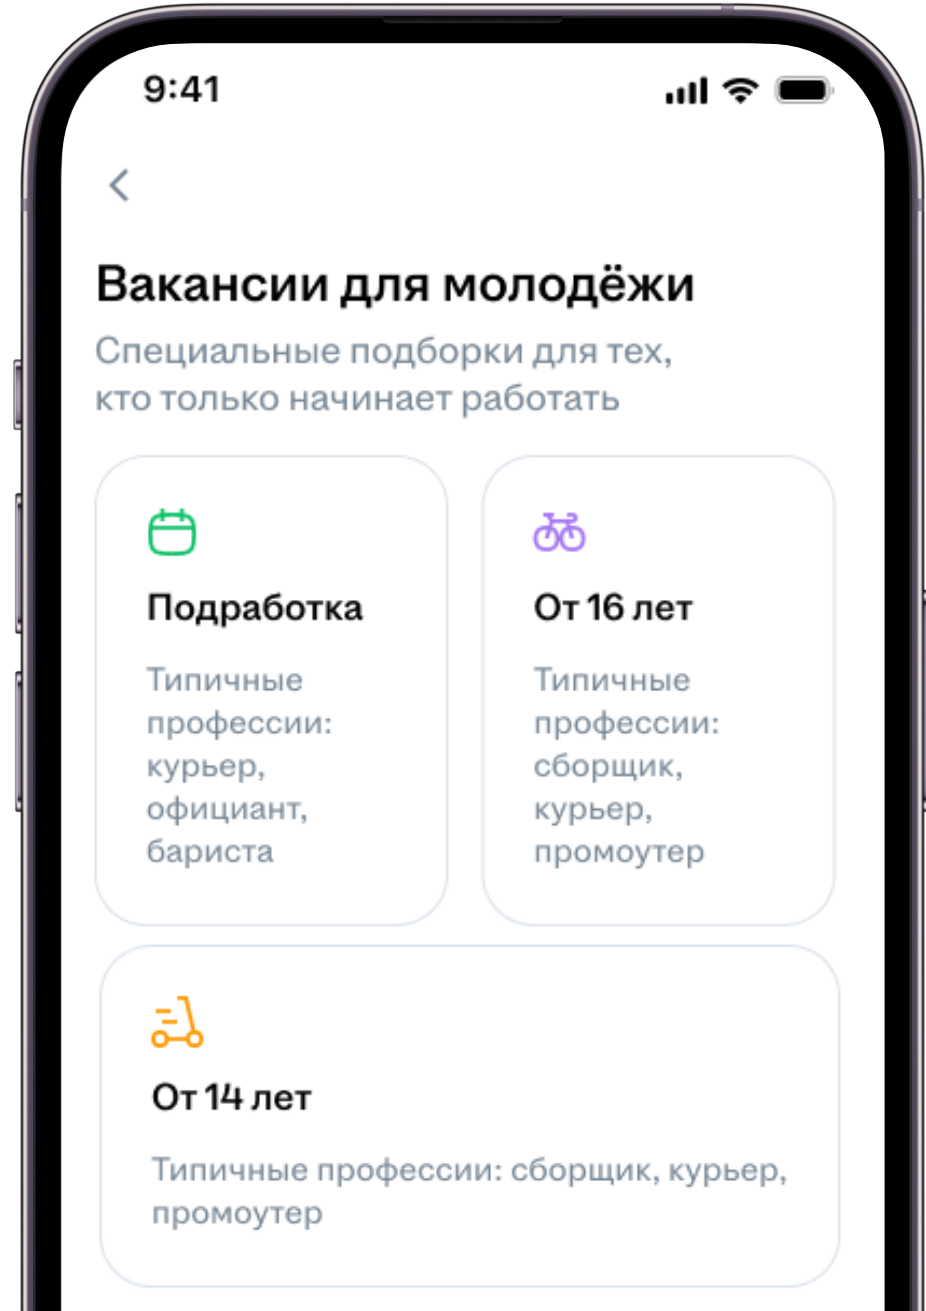 9:41
Вакансии для молодёжи
Специальные подборки для тех,
кто только начинает работать
Подработка
Типичные
профессии:
курьер,
официант,
бариста
От 16 лет
Типичные
профессии:
сборщик,
курьер,
промоутер
От 14 лет
Типичные профессии: сборщик, курьер,
промоутер